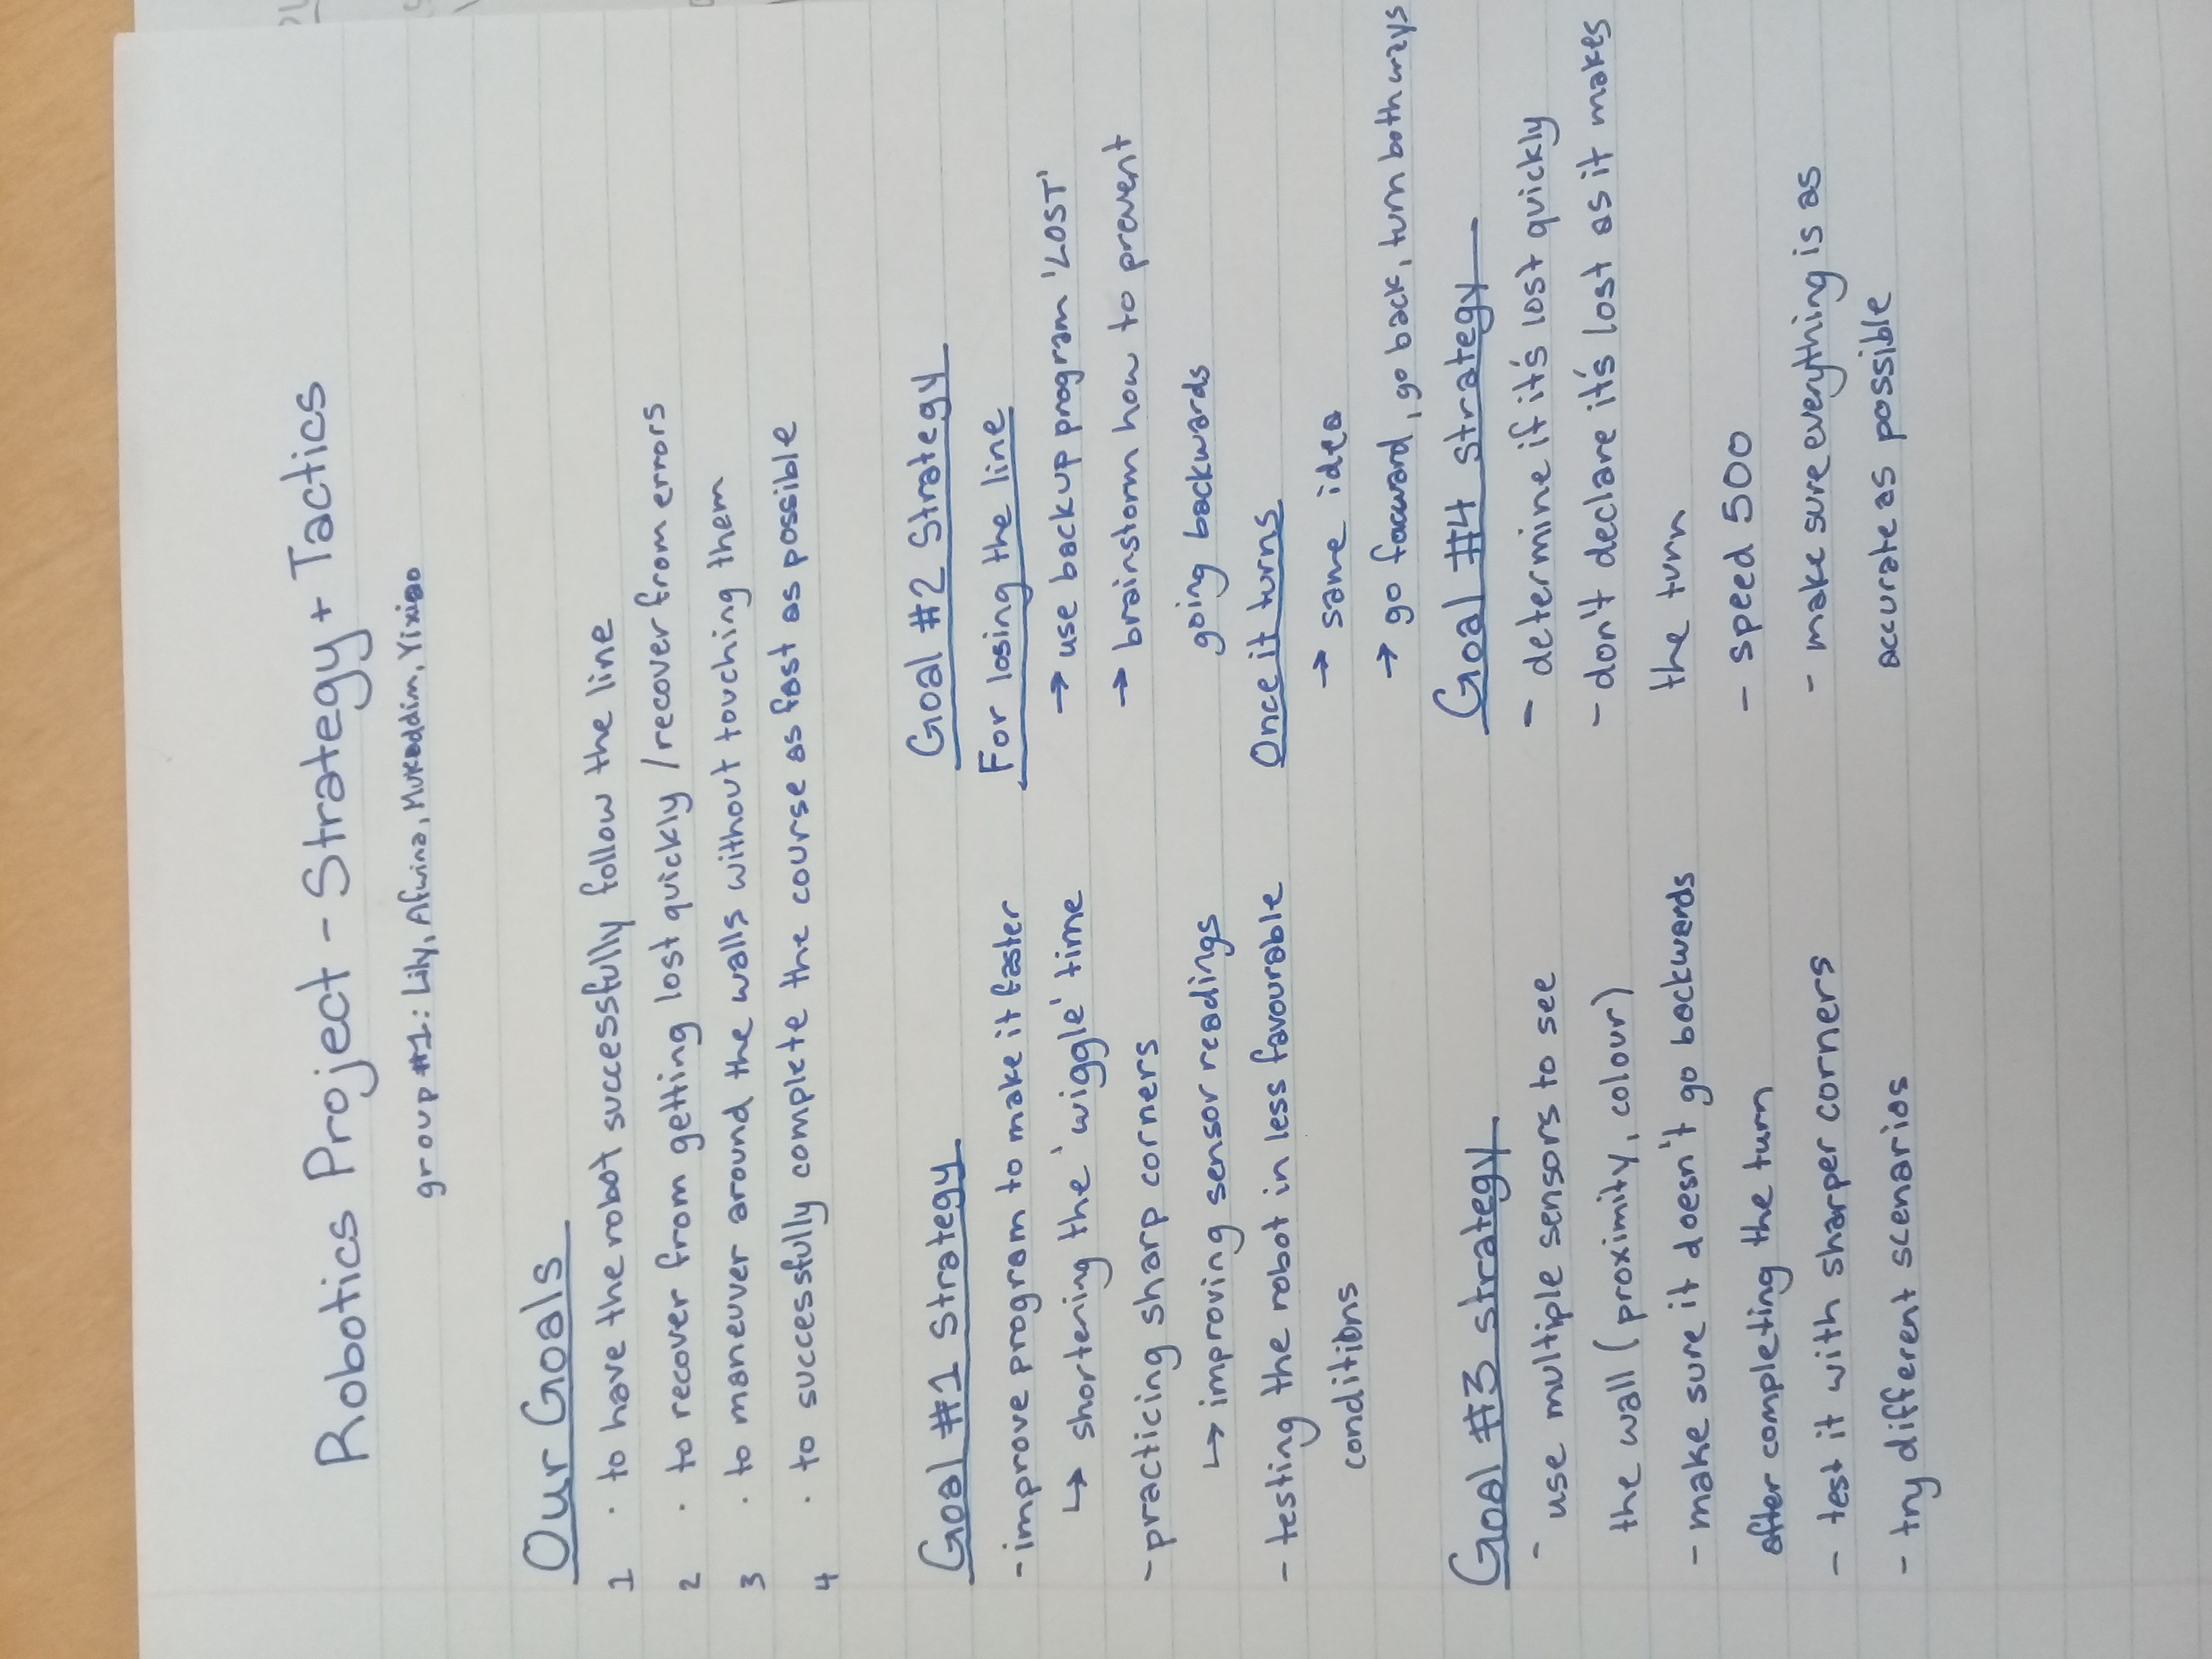 Robotics Project - Strategy + Tactics
group #1: Lily, Afwina, Mukaddim, Yixiao
Our Goals
1 · to have the robot successfully follow the line
2 · to recover from getting lost quickly / recover from errors
3 · to maneuver around the walls without touching them
4 · to successfully complete the course as fast as possible
Goal #1 Strategy
- improve program to make it faster
↳ shortening the 'wiggle' time
- practicing sharp corners
↳ improving sensor readings
- testing the robot in less favourable
conditions
Goal #2 Strategy
For losing the line
→ use backup program 'LOST'
→ brainstorm how to prevent
going backwards
Once it turns
→ same idea
→ go forward, go back, turn both ways
Goal #3 strategy
- use multiple sensors to see
the wall (proximity, colour)
- make sure it doesn't go backwards
after completing the turn
- test it with sharper corners
- try different scenarios
Goal #4 strategy
- determine if it's lost quickly
- don't declare it's lost as it makes
the turn
- speed 500
- make sure everything is as
accurate as possible